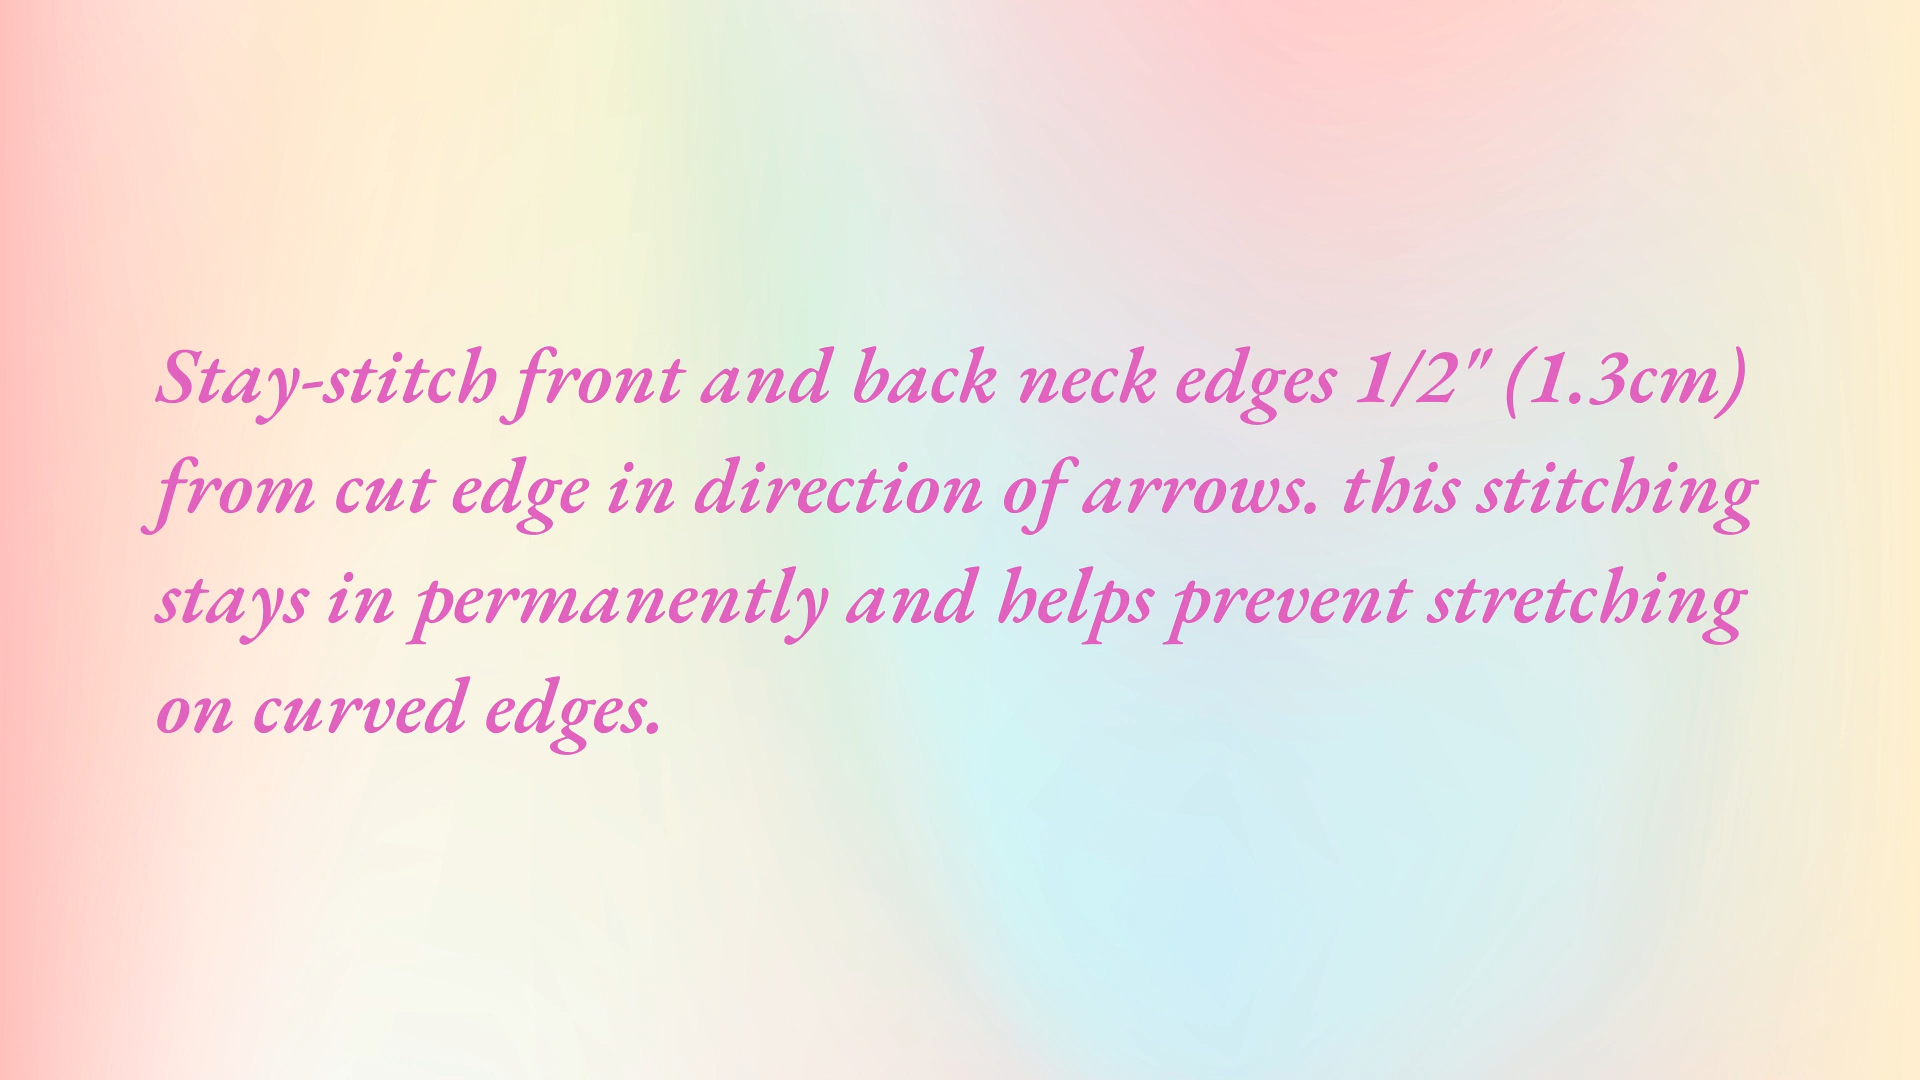 Stay-stitch front and back neck edges 1/2" (1.3cm)
from cut edge in direction of arrows. this stitching
stays in permanently and helps prevent stretching
on curved edges.